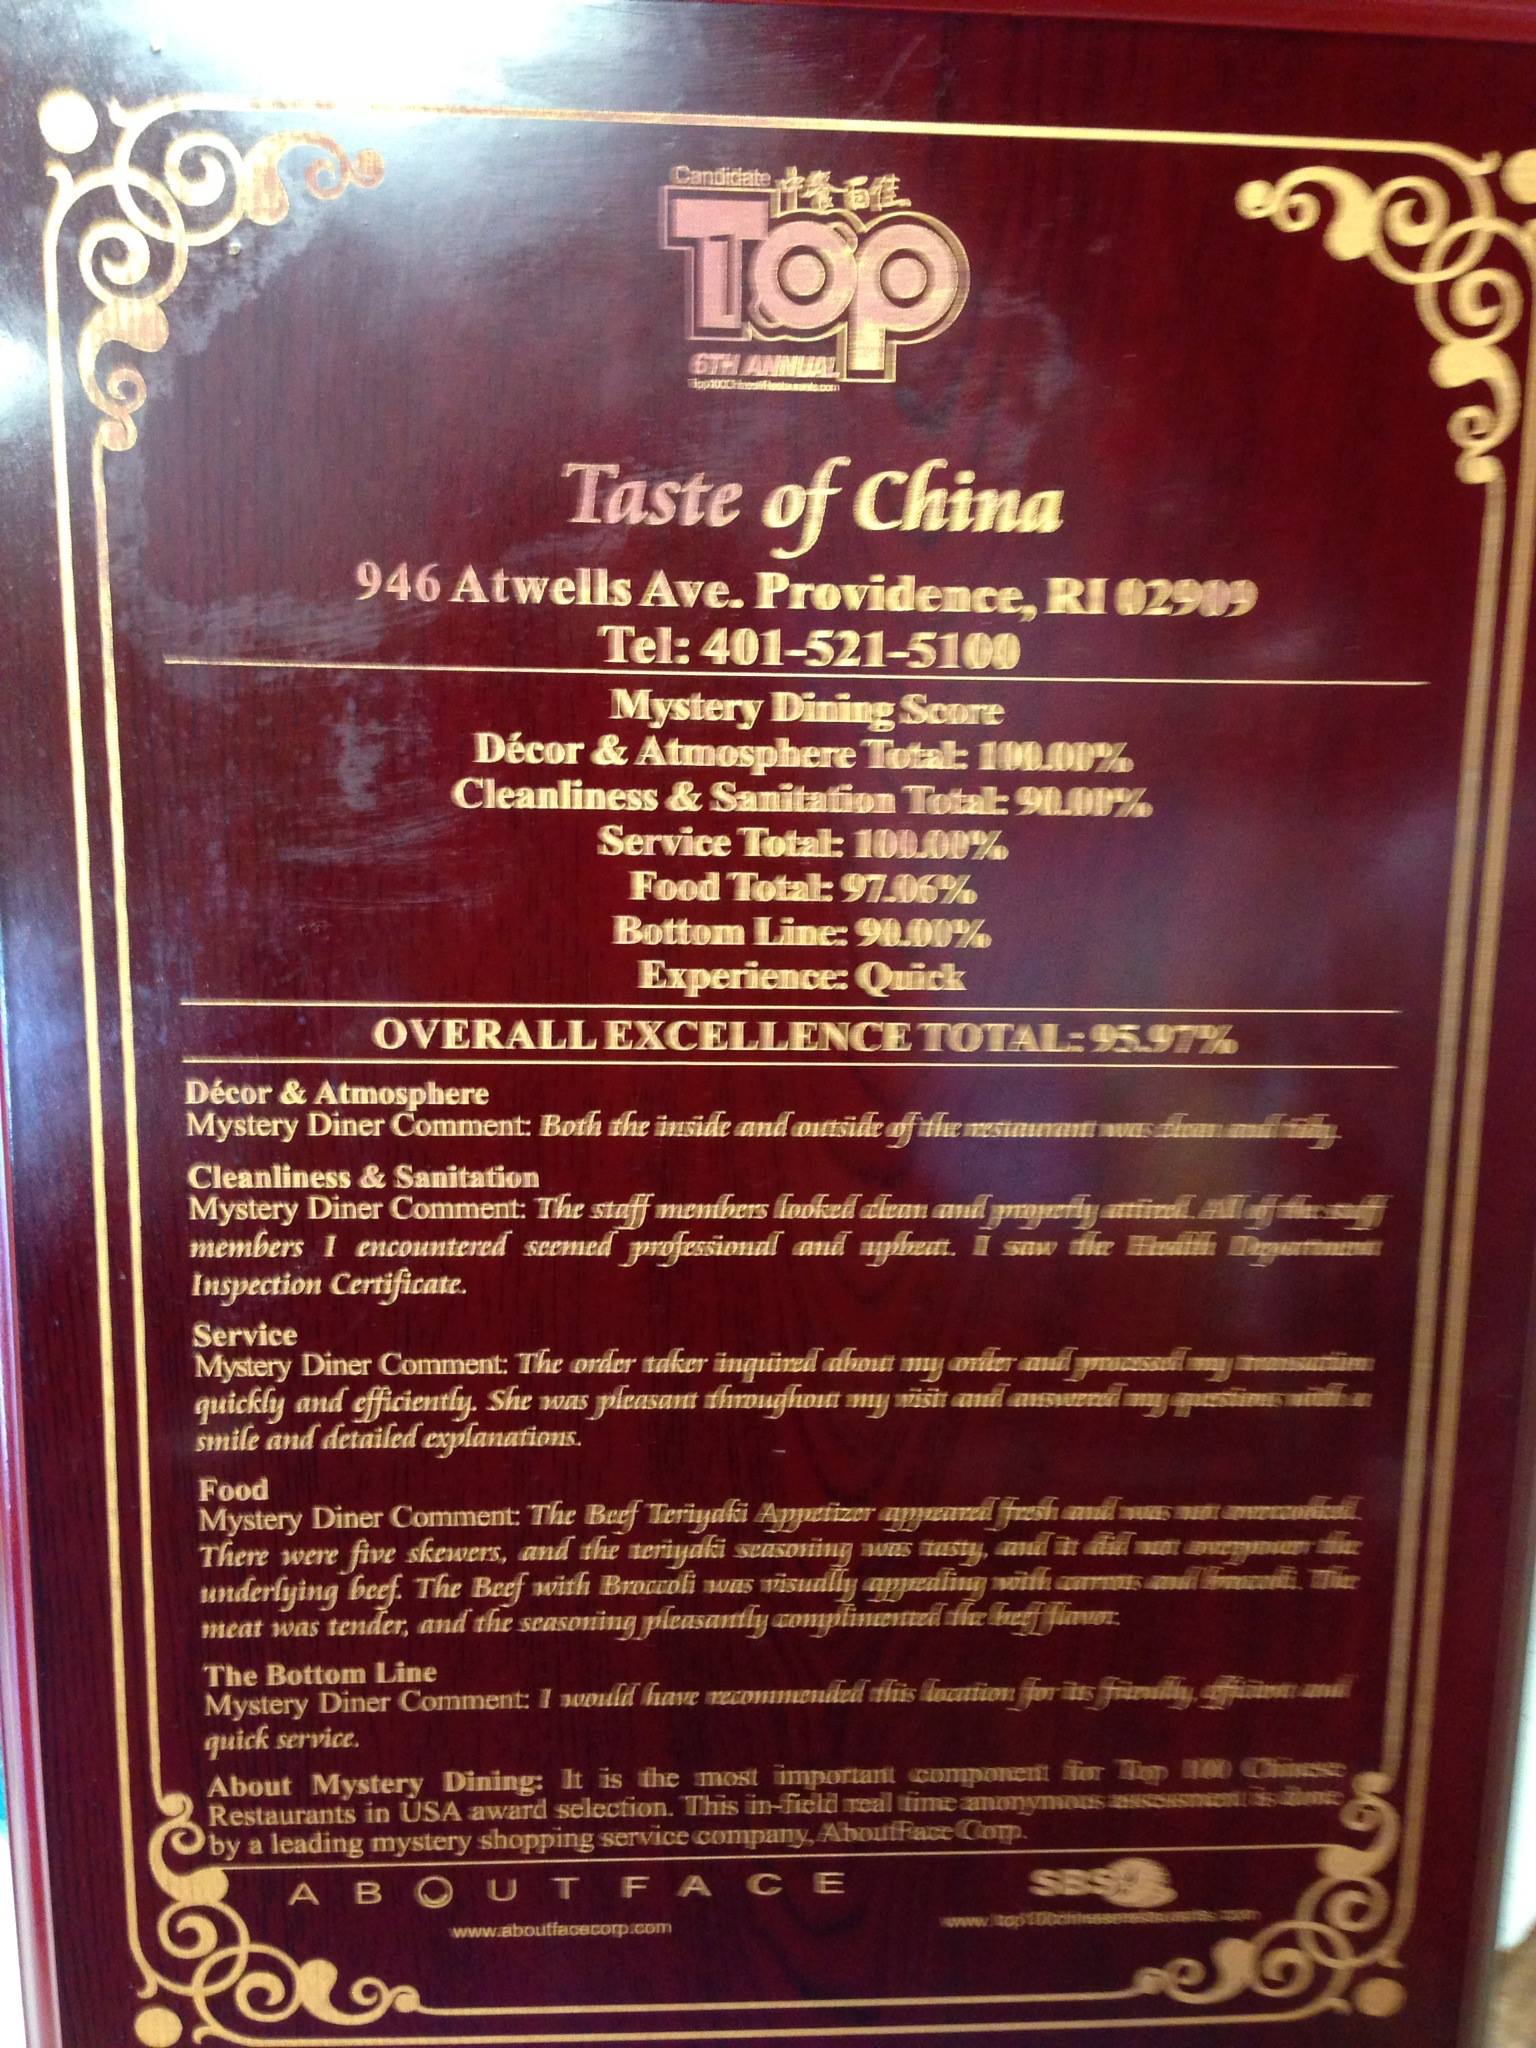 Candidate 中餐百佳
Top
6TH ANNUAL
Top100ChineseRestaurants.com
Taste of China
946 Atwells Ave. Providence, RI 02909
Tel: 401-521-5100
Mystery Dining Score
Décor & Atmosphere Total: 100.00%
Cleanliness & Sanitation Total: 90.00%
Service Total: 100.00%
Food Total: 97.06%
Bottom Line: 90.00%
Experience: Quick
OVERALL EXCELLENCE TOTAL: 95.97%
Décor & Atmosphere
Mystery Diner Comment: Both the inside and outside of the restaurant was clean and tidy.
Cleanliness & Sanitation
Mystery Diner Comment: The staff members looked clean and properly attired. All of the staff
members I encountered seemed professional and upbeat. I saw the Health Department
Inspection Certificate.
Service
Mystery Diner Comment: The order taker inquired about my order and processed my transaction
quickly and efficiently. She was pleasant throughout my visit and answered my questions with a
smile and detailed explanations.
Food
Mystery Diner Comment: The Beef Teriyaki Appetizer appeared fresh and was not overcooked.
There were five skewers, and the teriyaki seasoning was tasty, and it did not overpower the
underlying beef. The Beef with Broccoli was visually appealing with carrots and broccoli. The
meat was tender, and the seasoning pleasantly complimented the beef flavor.
The Bottom Line
Mystery Diner Comment: I would have recommended this location for its friendly, efficient and
quick service.
About Mystery Dining: It is the most important component for Top 100 Chinese
Restaurants in USA award selection. This in-field real time anonymous assessment is done
by a leading mystery shopping service company, AboutFace Corp.
ABOUT FACE
SBS
www.aboutfacecorp.com
www.top100chineserestaurants.com